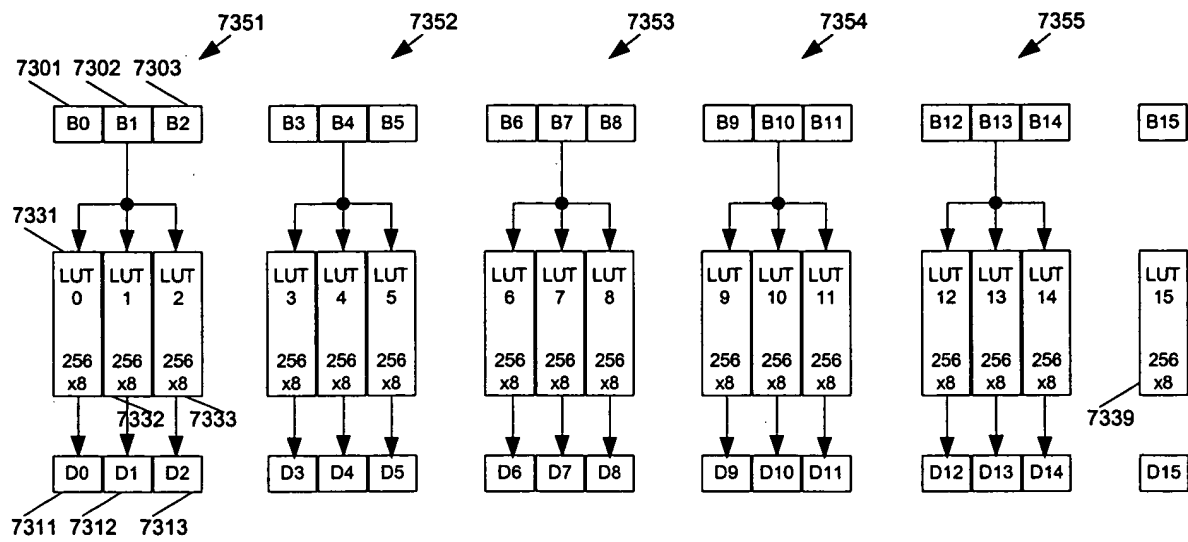 7351 7352 7353 7354 7355
7301 7302 7303
B0 B1 B2 B3 B4 B5 B6 B7 B8 B9 B10 B11 B12 B13 B14 B15
7331
LUT LUT LUT LUT LUT LUT LUT LUT LUT LUT LUT LUT LUT LUT LUT LUT
0 1 2 3 4 5 6 7 8 9 10 11 12 13 14 15
256 256 256 256 256 256 256 256 256 256 256 256 256 256 256 256
x8 x8 x8 x8 x8 x8 x8 x8 x8 x8 x8 x8 x8 x8 x8 x8
7332 7333 7339
D0 D1 D2 D3 D4 D5 D6 D7 D8 D9 D10 D11 D12 D13 D14 D15
7311 7312 7313